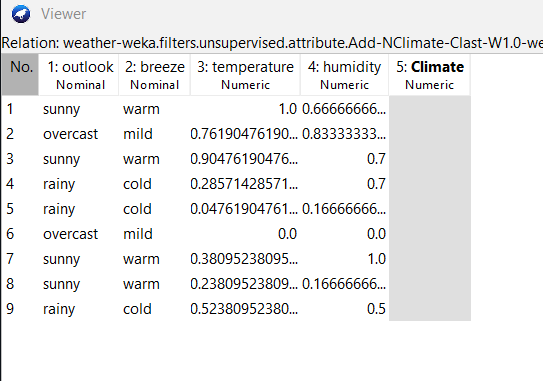 Viewer
Relation: weather-weka.filters.unsupervised.attribute.Add-NClimate-Clast-W1.0-we
No. 1: outlook 2: breeze 3: temperature 4: humidity 5: Climate
Nominal Nominal Numeric Numeric Numeric
1 sunny warm 1.0 0.66666666...
2 overcast mild 0.76190476190... 0.83333333...
3 sunny warm 0.90476190476... 0.7
4 rainy cold 0.28571428571... 0.7
5 rainy cold 0.04761904761... 0.16666666...
6 overcast mild 0.0 0.0
7 sunny warm 0.38095238095... 1.0
8 sunny warm 0.23809523809... 0.16666666...
9 rainy cold 0.52380952380... 0.5